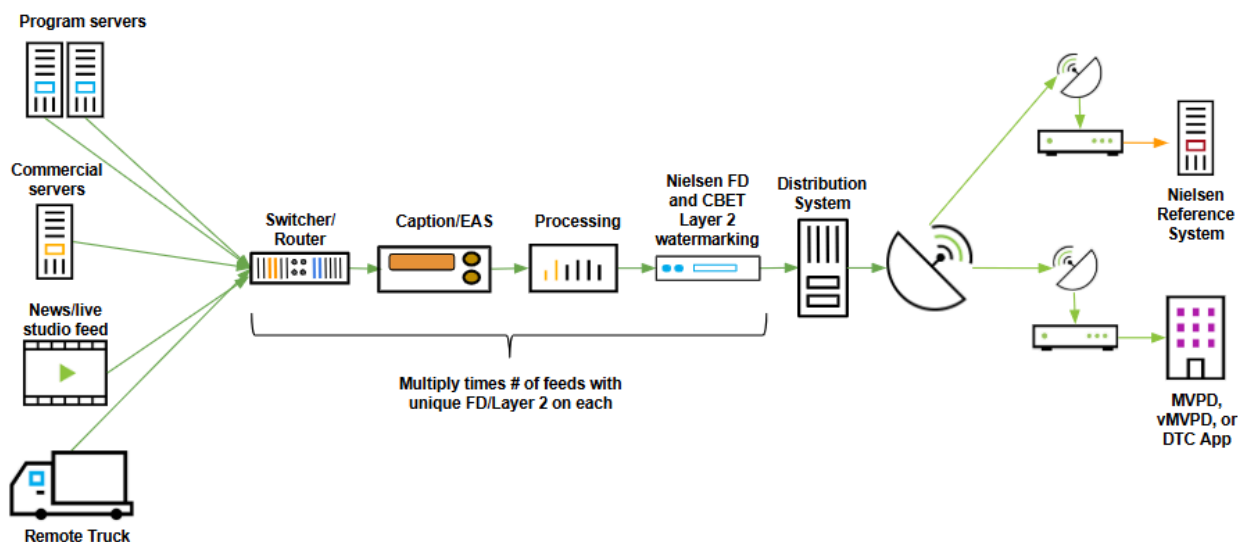 Program servers
Commercial
servers
News/live
studio feed
Remote Truck
Switcher/
Router
Caption/EAS
Processing
Nielsen FD
and CBET
Layer 2
watermarking
Distribution
System
Multiply times # of feeds with
unique FD/Layer 2 on each
Nielsen
Reference
System
MVPD,
vMVPD, or
DTC App